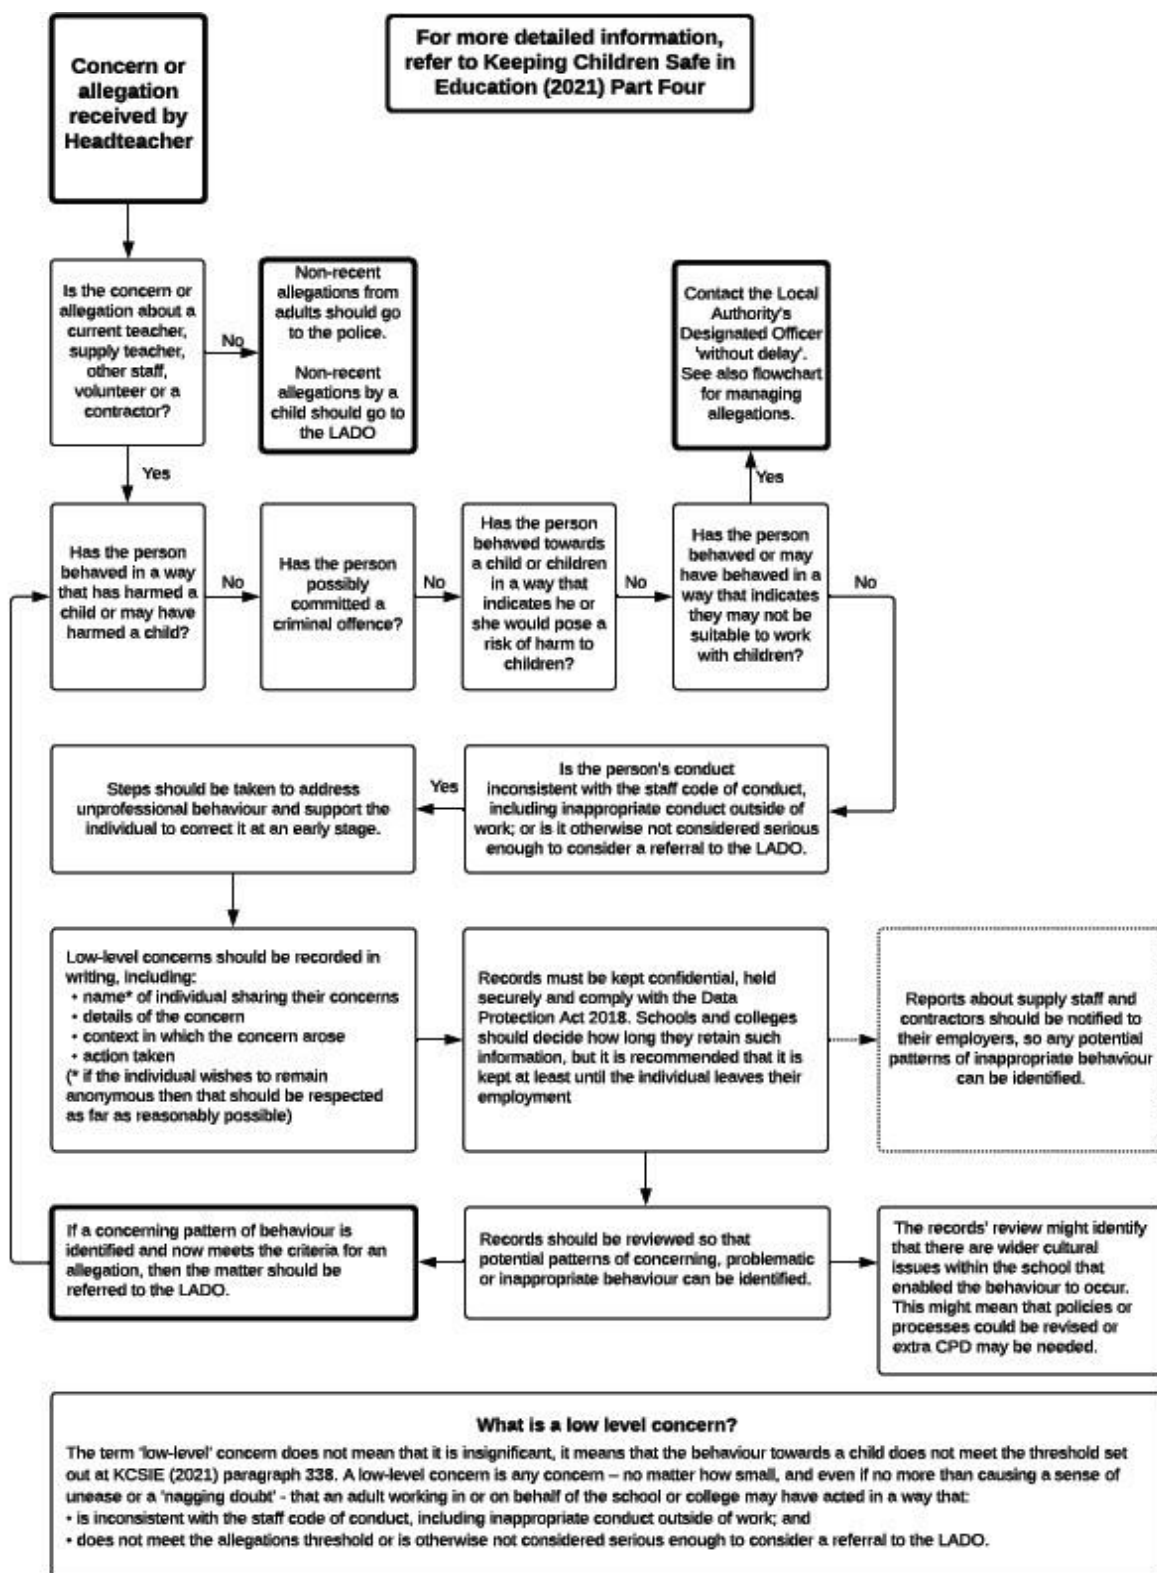 Concern or
allegation
received by
Headteacher
For more detailed information,
refer to Keeping Children Safe in
Education (2021) Part Four
Is the concern or
allegation about a
current teacher,
supply teacher,
other staff,
volunteer or a
contractor?
No
Non-recent
allegations from
adults should go
to the police.
Non-recent
allegations by a
child should go to
the LADO
Contact the Local
Authority's
Designated Officer
'without delay'.
See also flowchart
for managing
allegations.
Yes
Yes
Has the person
behaved in a way
that has harmed a
child or may have
harmed a child?
No
Has the person
possibly
committed a
criminal offence?
No
Has the person
behaved towards
a child or children
in a way that
indicates he or
she would pose a
risk of harm to
children?
No
Has the person
behaved or may
have behaved in a
way that indicates
they may not be
suitable to work
with children?
No
Steps should be taken to address
unprofessional behaviour and support the
individual to correct it at an early stage.
Yes
Is the person's conduct
inconsistent with the staff code of conduct,
including inappropriate conduct outside of
work; or is it otherwise not considered serious
enough to consider a referral to the LADO.
Low-level concerns should be recorded in
writing, including:
• name* of individual sharing their concerns
• details of the concern
• context in which the concern arose
• action taken
(* if the individual wishes to remain
anonymous then that should be respected
as far as reasonably possible)
Records must be kept confidential, held
securely and comply with the Data
Protection Act 2018. Schools and colleges
should decide how long they retain such
information, but it is recommended that it is
kept at least until the individual leaves their
employment
Reports about supply staff and
contractors should be notified to
their employers, so any potential
patterns of inappropriate behaviour
can be identified.
If a concerning pattern of behaviour is
identified and now meets the criteria for an
allegation, then the matter should be
referred to the LADO.
Records should be reviewed so that
potential patterns of concerning, problematic
or inappropriate behaviour can be identified.
The records' review might identify
that there are wider cultural
issues within the school that
enabled the behaviour to occur.
This might mean that policies or
processes could be revised or
extra CPD may be needed.
What is a low level concern?
The term 'low-level' concern does not mean that it is insignificant, it means that the behaviour towards a child does not meet the threshold set
out at KCSIE (2021) paragraph 338. A low-level concern is any concern – no matter how small, and even if no more than causing a sense of
unease or a 'nagging doubt' - that an adult working in or on behalf of the school or college may have acted in a way that:
• is inconsistent with the staff code of conduct, including inappropriate conduct outside of work; and
• does not meet the allegations threshold or is otherwise not considered serious enough to consider a referral to the LADO.